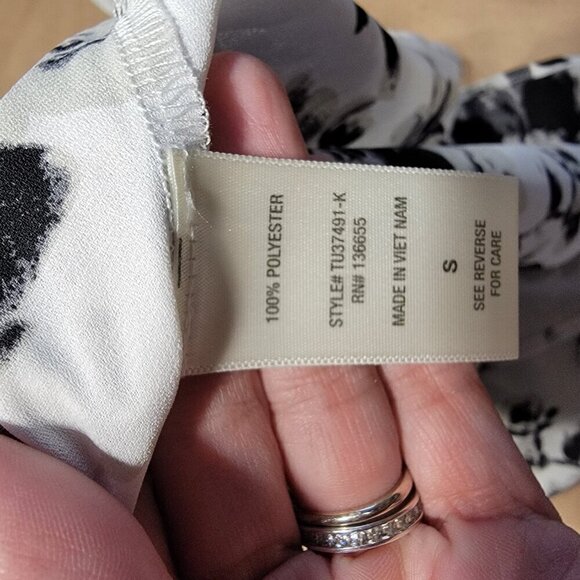 100% POLYESTER
STYLE# TU37491-K
RN# 136655
MADE IN VIET NAM
S
SEE REVERSE
FOR CARE